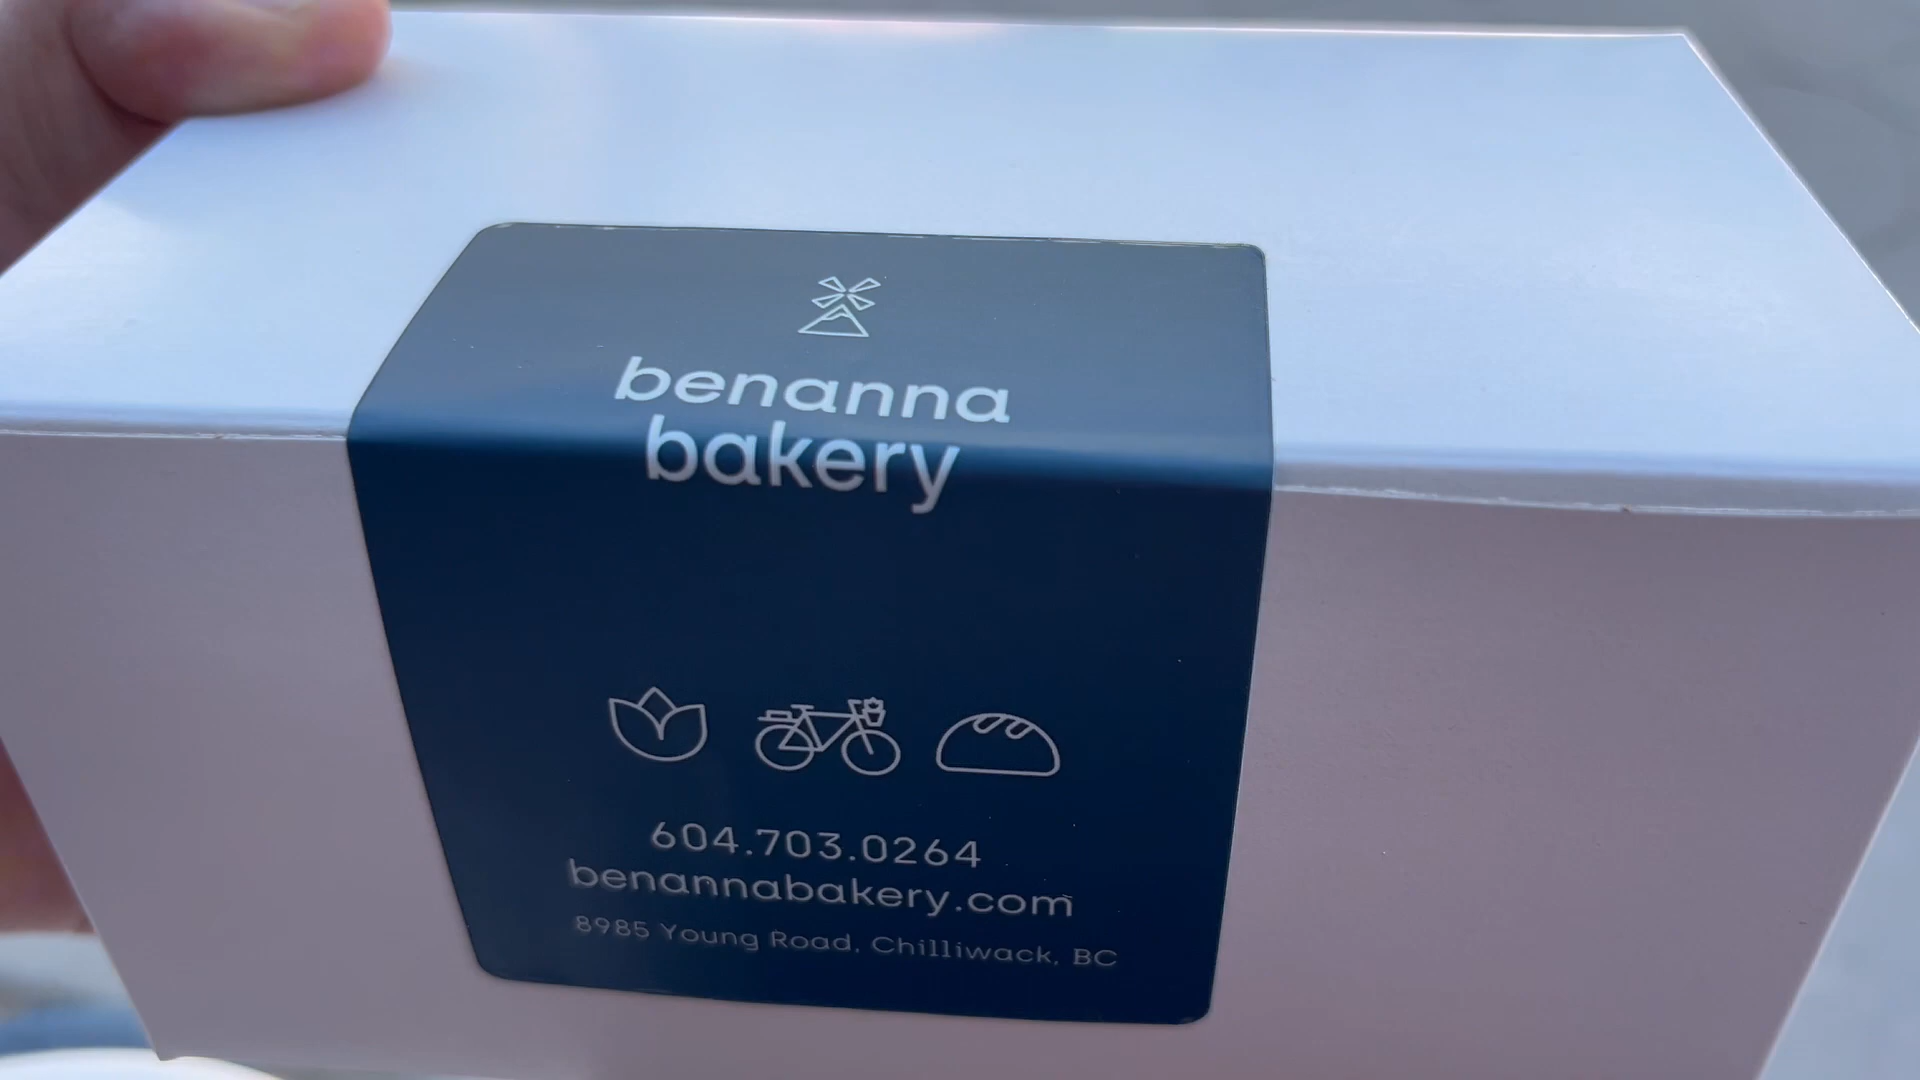 benanna
bakery
604.703.0264
benannabakery.com
8985 Young Road, Chilliwack, BC